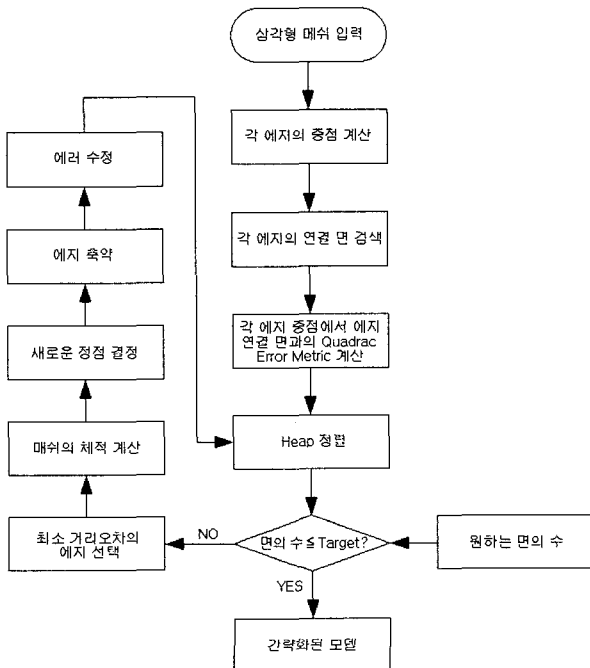 삼각형 메쉬 입력
각 에지의 중점 계산
각 에지의 연결 면 검색
각 에지 중점에서 에지
연결 면과의 Quadrac
Error Metric 계산
Heap 정렬
면의 수≦Target?
원하는 면의 수
NO
YES
최소 거리오차의
에지 선택
매쉬의 체적 계산
새로운 정점 결정
에지 축약
에러 수정
간략화된 모델